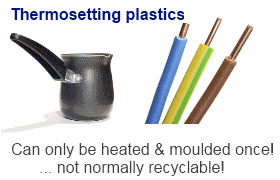 Thermosetting plastics
Can only be heated & moulded once!
... not normally recyclable!